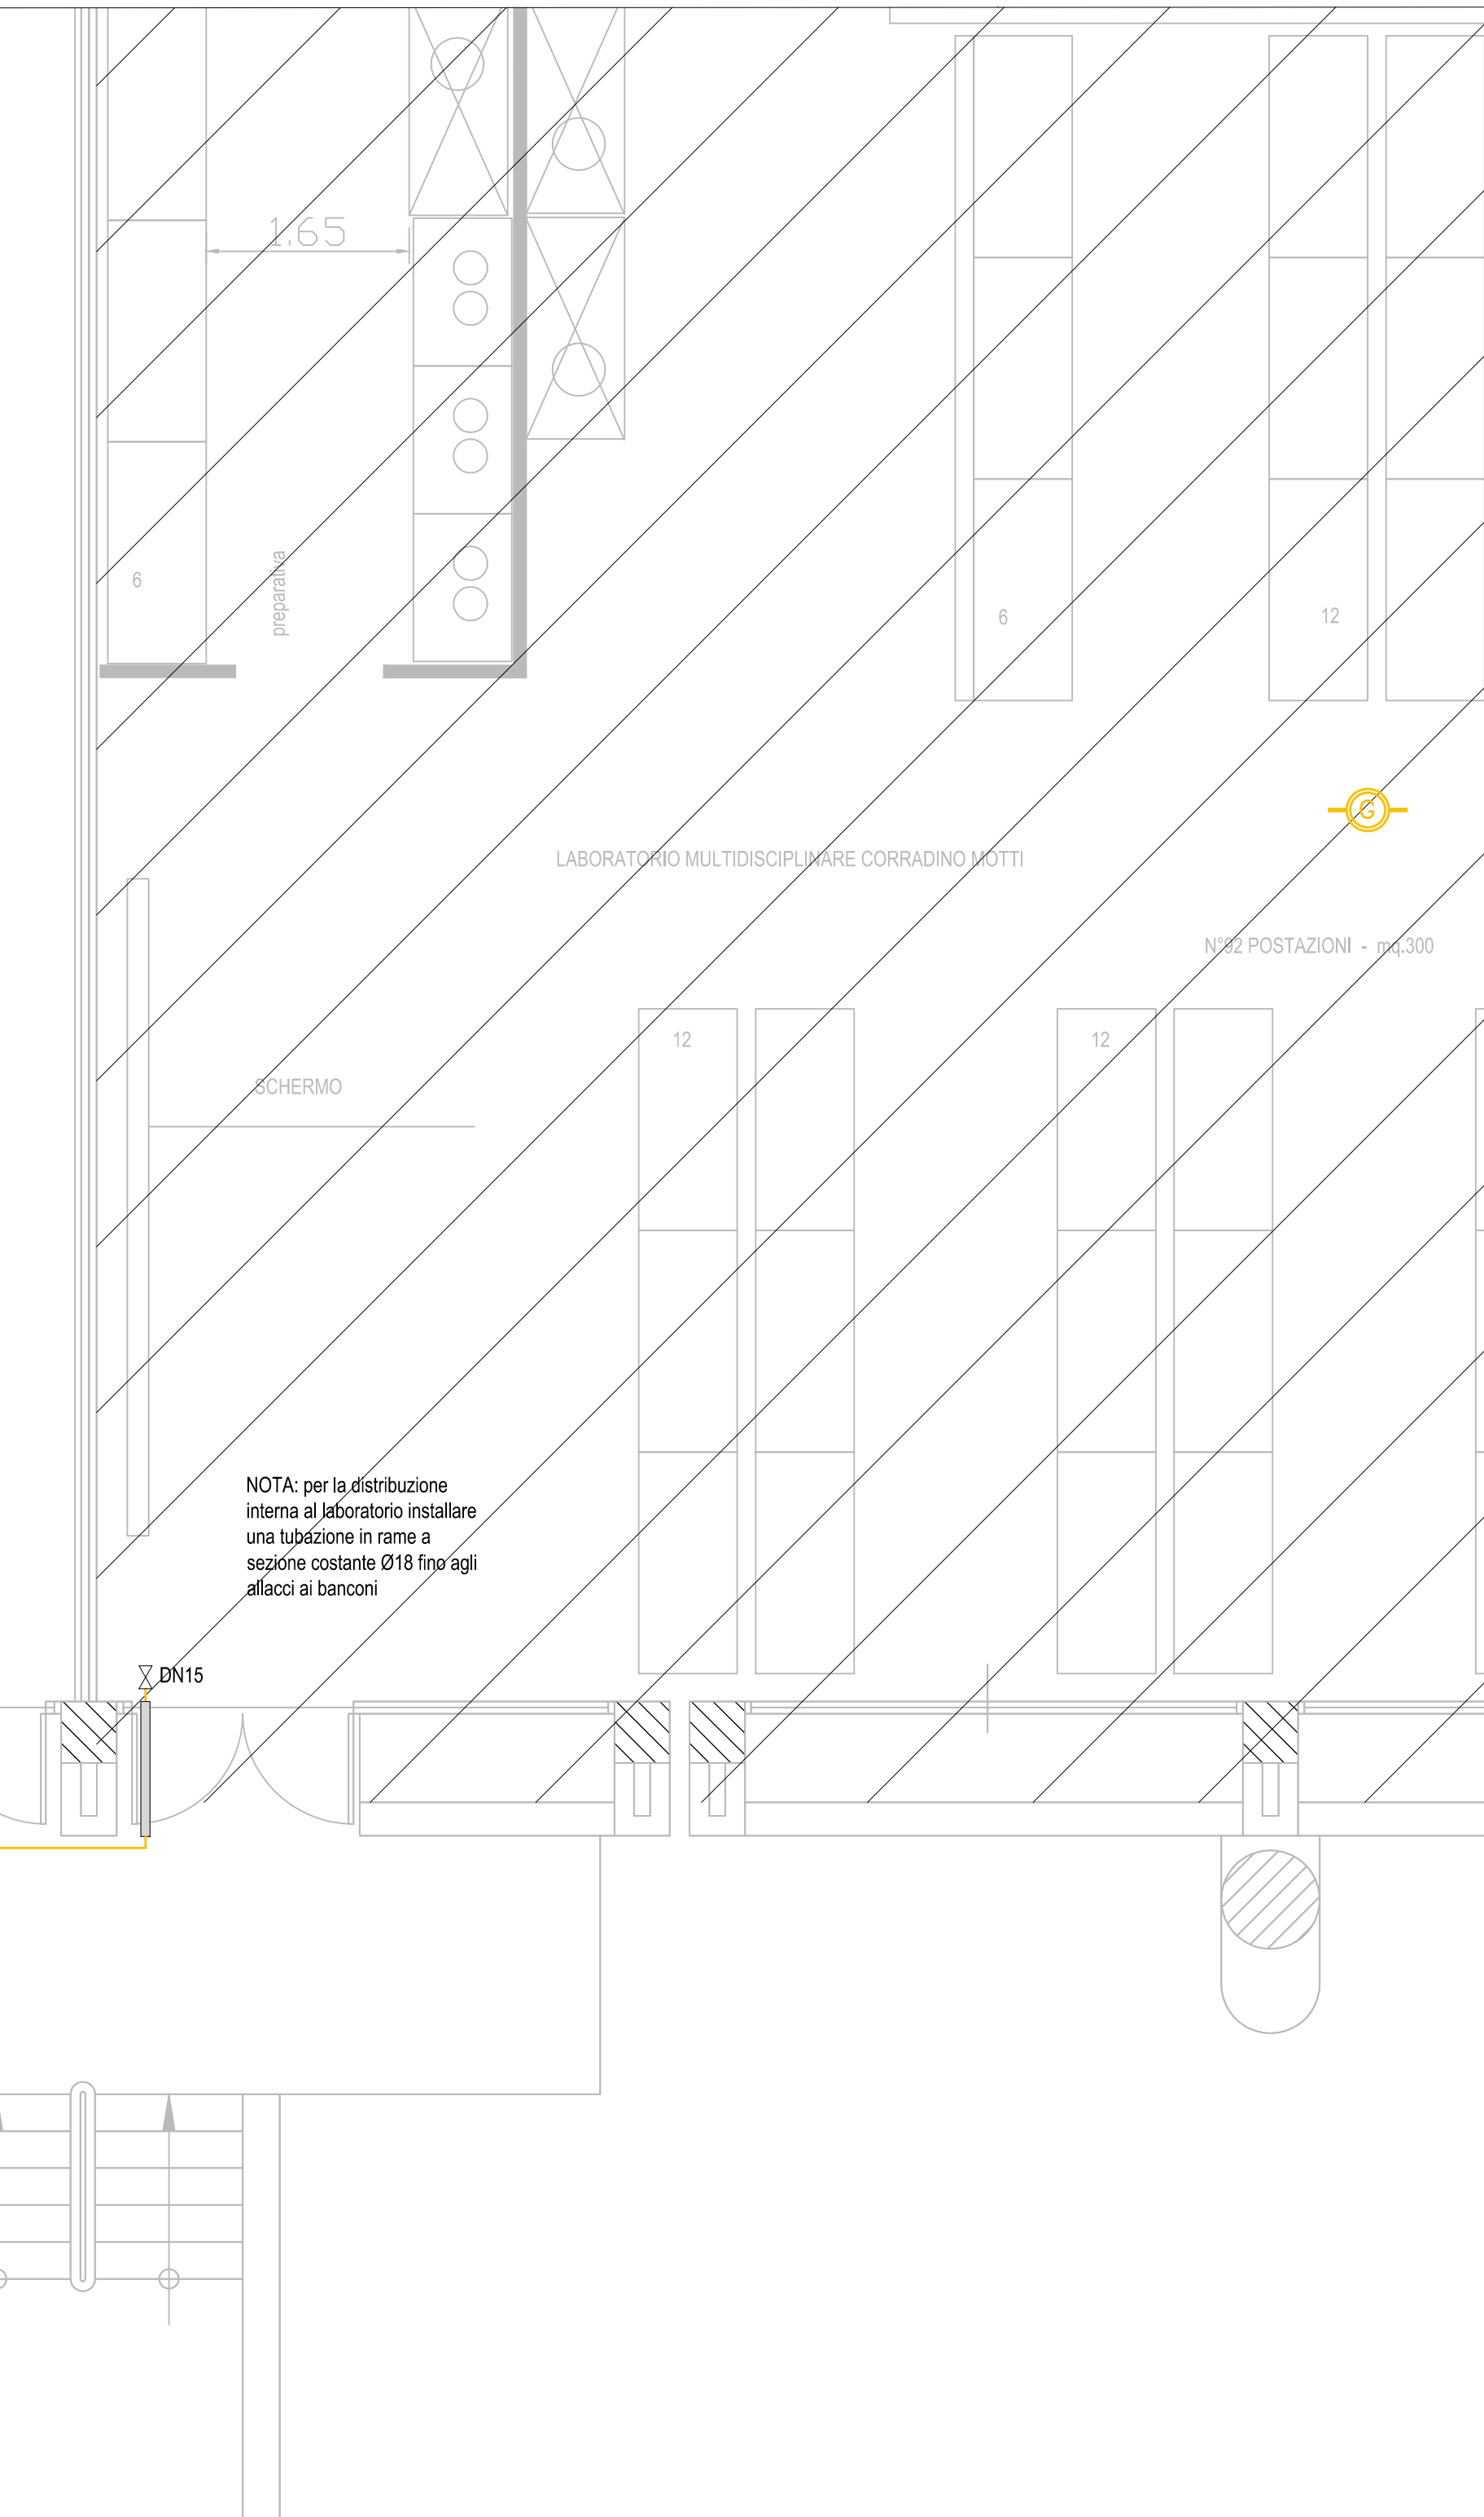 1.65
6
preparativa
6
12
G
LABORATORIO MULTIDISCIPLINARE CORRADINO MOTTI
N°92 POSTAZIONI - mq.300
12
12
SCHERMO
NOTA: per la distribuzione
interna al laboratorio installare
una tubazione in rame a
sezione costante Ø18 fino agli
allacci ai banconi
DN15